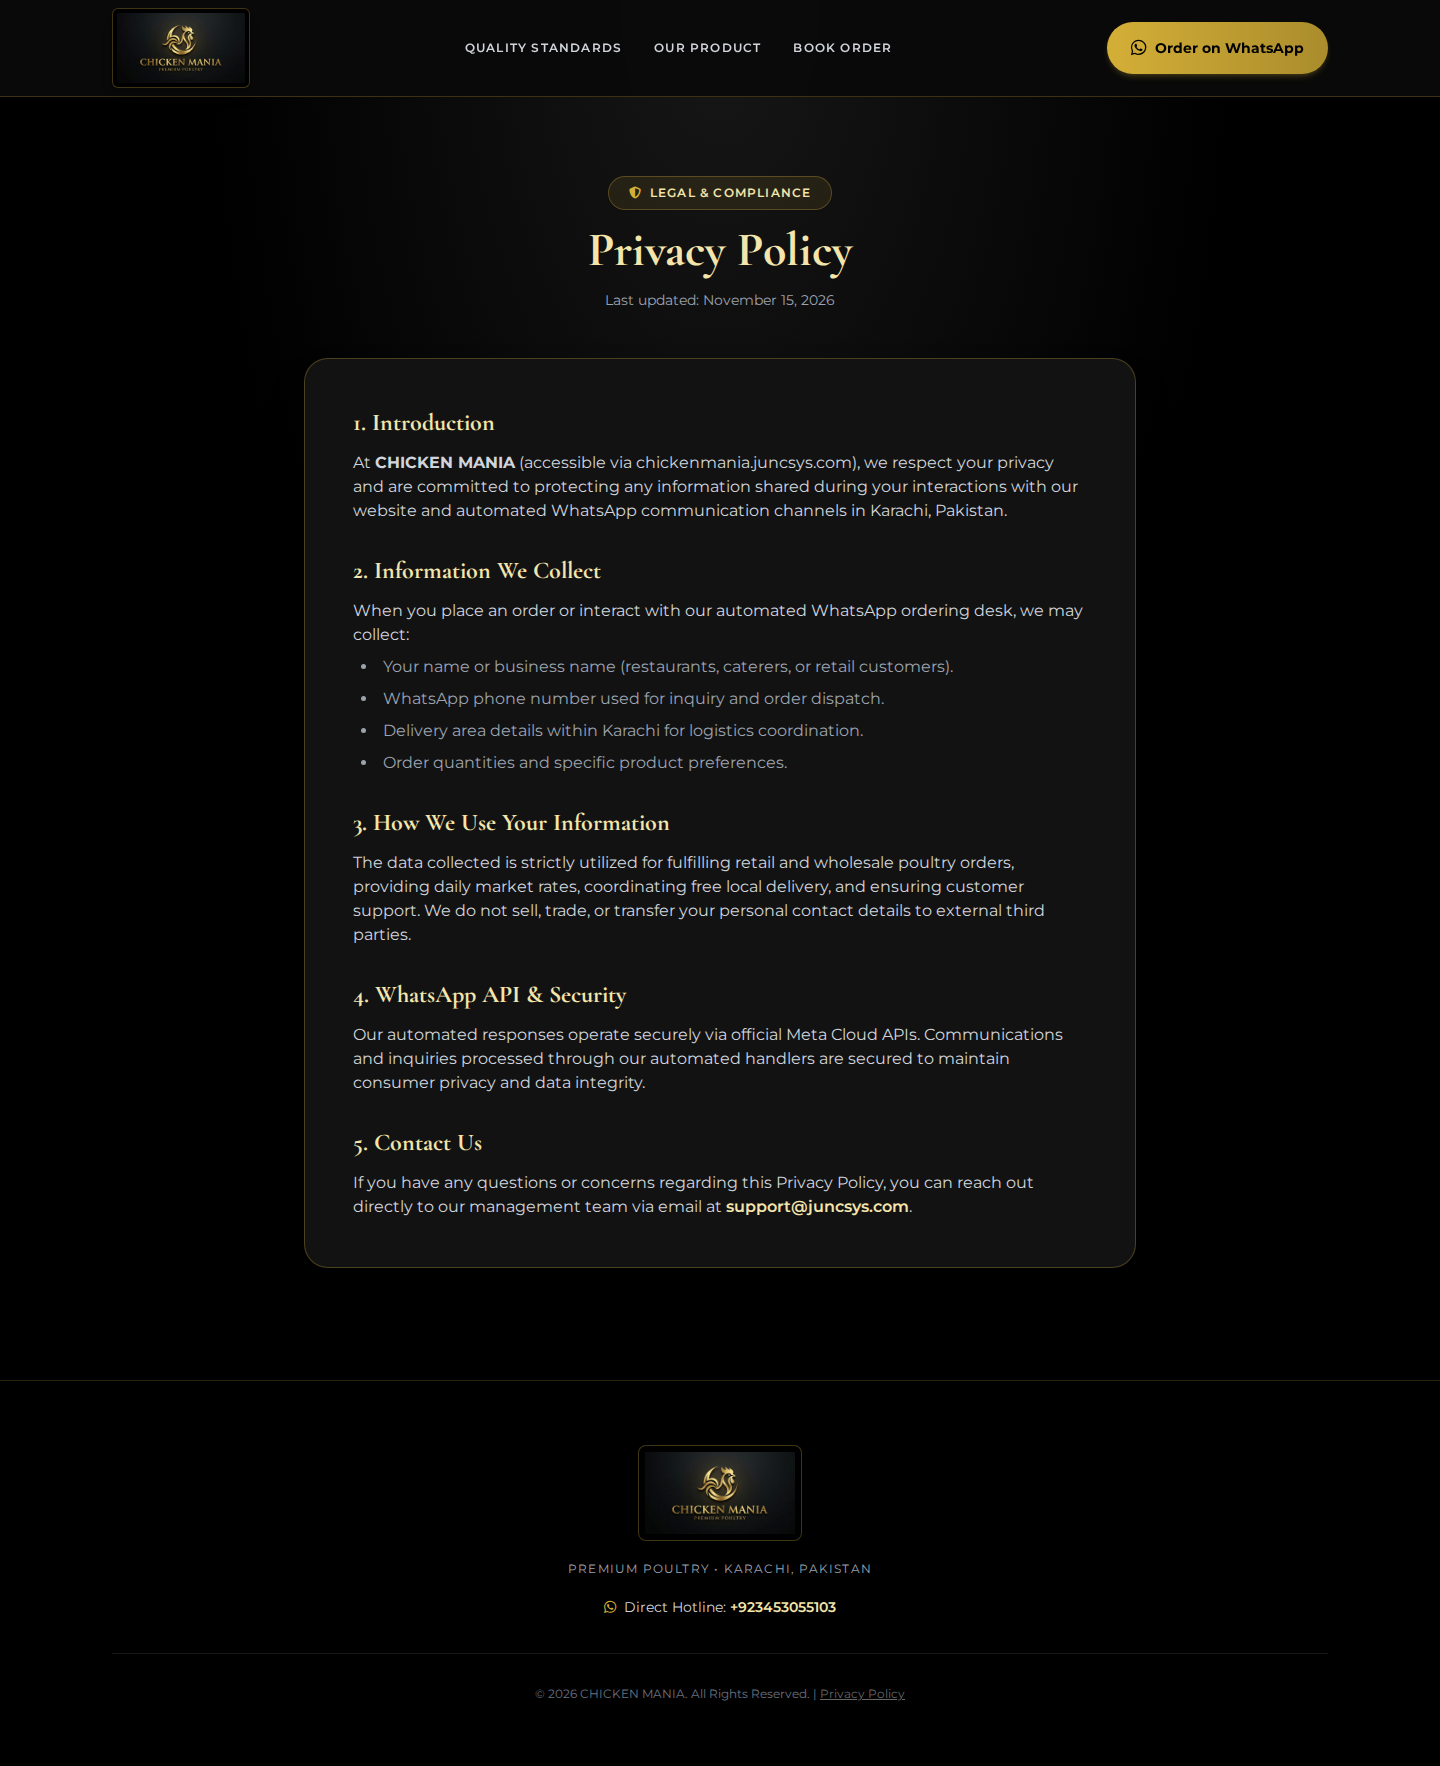 CHICKEN MANIA
PREMIUM POULTRY
QUALITY STANDARDS
OUR PRODUCT
BOOK ORDER
Order on WhatsApp
LEGAL & COMPLIANCE
Privacy Policy
Last updated: November 15, 2026
1. Introduction
At CHICKEN MANIA (accessible via chickenmania.juncsys.com), we respect your privacy
and are committed to protecting any information shared during your interactions with our
website and automated WhatsApp communication channels in Karachi, Pakistan.
2. Information We Collect
When you place an order or interact with our automated WhatsApp ordering desk, we may
collect:
• Your name or business name (restaurants, caterers, or retail customers).
• WhatsApp phone number used for inquiry and order dispatch.
• Delivery area details within Karachi for logistics coordination.
• Order quantities and specific product preferences.
3. How We Use Your Information
The data collected is strictly utilized for fulfilling retail and wholesale poultry orders,
providing daily market rates, coordinating free local delivery, and ensuring customer
support. We do not sell, trade, or transfer your personal contact details to external third
parties.
4. WhatsApp API & Security
Our automated responses operate securely via official Meta Cloud APIs. Communications
and inquiries processed through our automated handlers are secured to maintain
consumer privacy and data integrity.
5. Contact Us
If you have any questions or concerns regarding this Privacy Policy, you can reach out
directly to our management team via email at support@juncsys.com.
CHICKEN MANIA
PREMIUM POULTRY
PREMIUM POULTRY • KARACHI, PAKISTAN
Direct Hotline: +923453055103
© 2026 CHICKEN MANIA. All Rights Reserved. | Privacy Policy